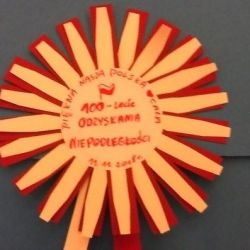 PIĘKNA NASZA POLSKA CAŁA
100-lecie
ODZYSKANIA
NIEPODLEGŁOŚCI